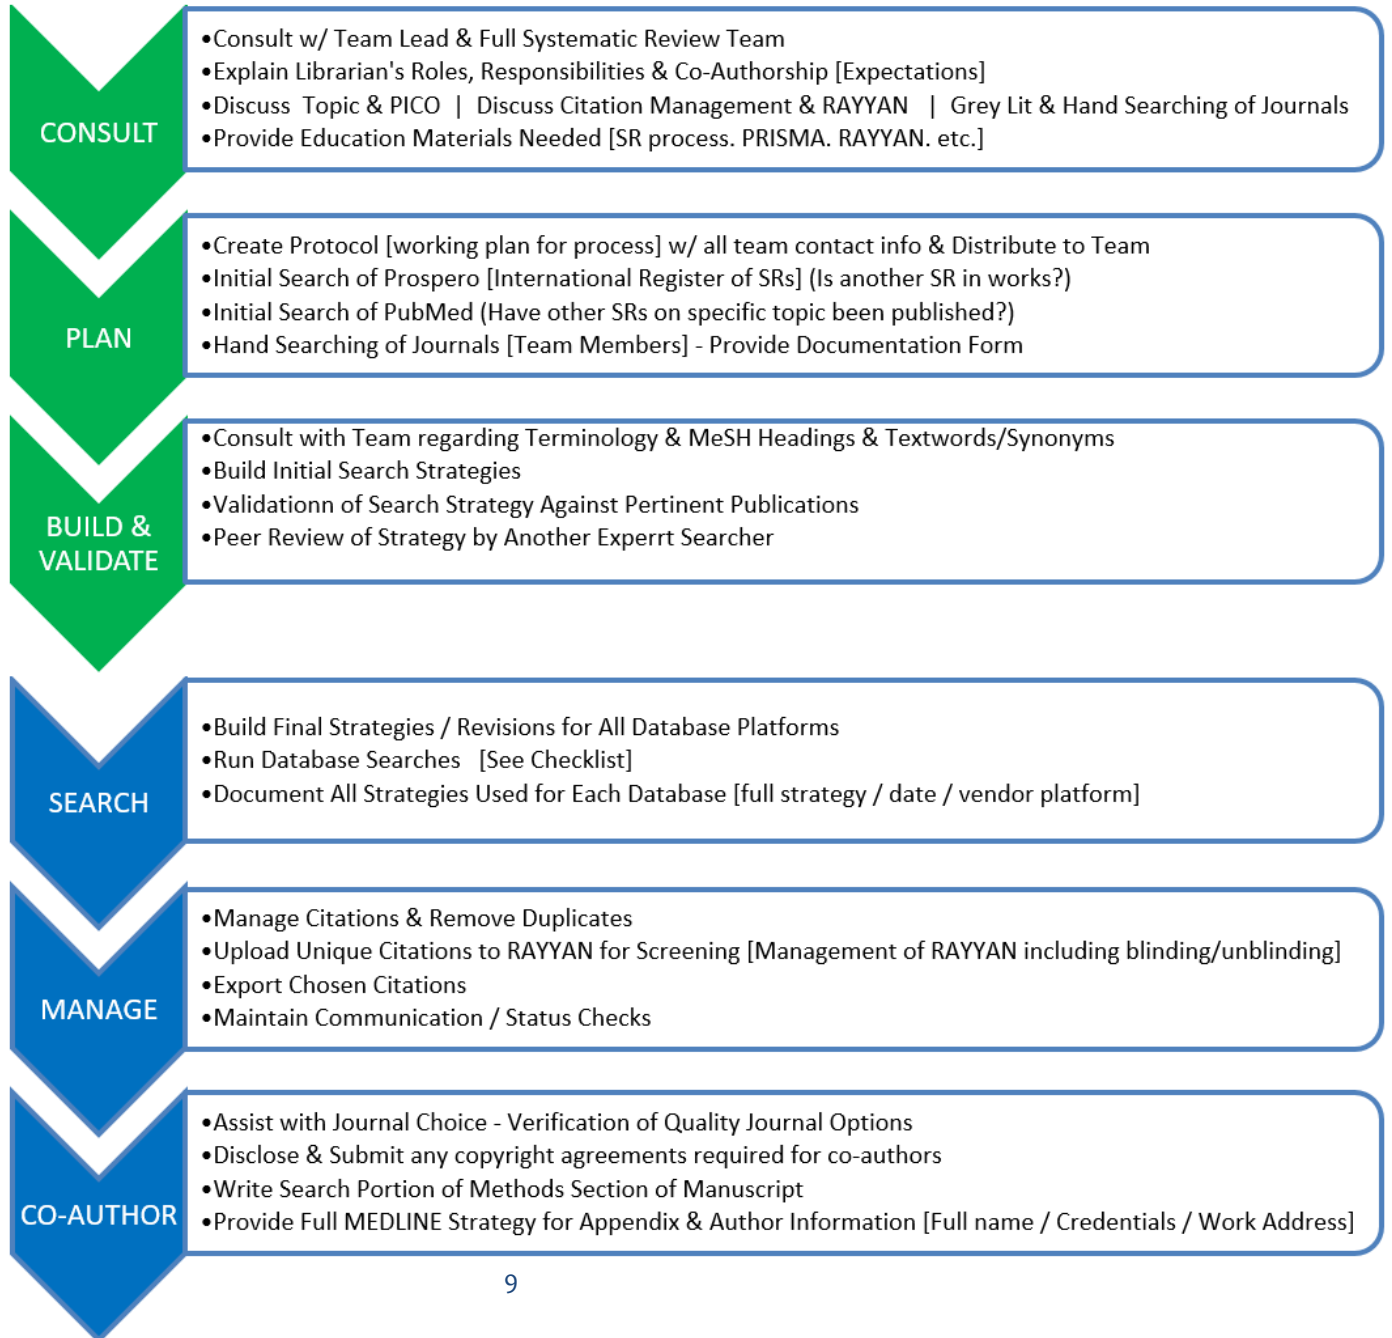 CONSULT
•Consult w/ Team Lead & Full Systematic Review Team
•Explain Librarian's Roles, Responsibilities & Co-Authorship [Expectations]
•Discuss  Topic & PICO  |  Discuss Citation Management & RAYYAN  |  Grey Lit & Hand Searching of Journals
•Provide Education Materials Needed [SR process. PRISMA. RAYYAN. etc.]
PLAN
•Create Protocol [working plan for process] w/ all team contact info & Distribute to Team
•Initial Search of Prospero [International Register of SRs] (Is another SR in works?)
•Initial Search of PubMed (Have other SRs on specific topic been published?)
•Hand Searching of Journals [Team Members] - Provide Documentation Form
BUILD &
VALIDATE
•Consult with Team regarding Terminology & MeSH Headings & Textwords/Synonyms
•Build Initial Search Strategies
•Validationn of Search Strategy Against Pertinent Publications
•Peer Review of Strategy by Another Experrt Searcher
SEARCH
•Build Final Strategies / Revisions for All Database Platforms
•Run Database Searches   [See Checklist]
•Document All Strategies Used for Each Database [full strategy / date / vendor platform]
MANAGE
•Manage Citations & Remove Duplicates
•Upload Unique Citations to RAYYAN for Screening [Management of RAYYAN including blinding/unblinding]
•Export Chosen Citations
•Maintain Communication / Status Checks
CO-AUTHOR
•Assist with Journal Choice - Verification of Quality Journal Options
•Disclose & Submit any copyright agreements required for co-authors
•Write Search Portion of Methods Section of Manuscript
•Provide Full MEDLINE Strategy for Appendix & Author Information [Full name / Credentials / Work Address]
9